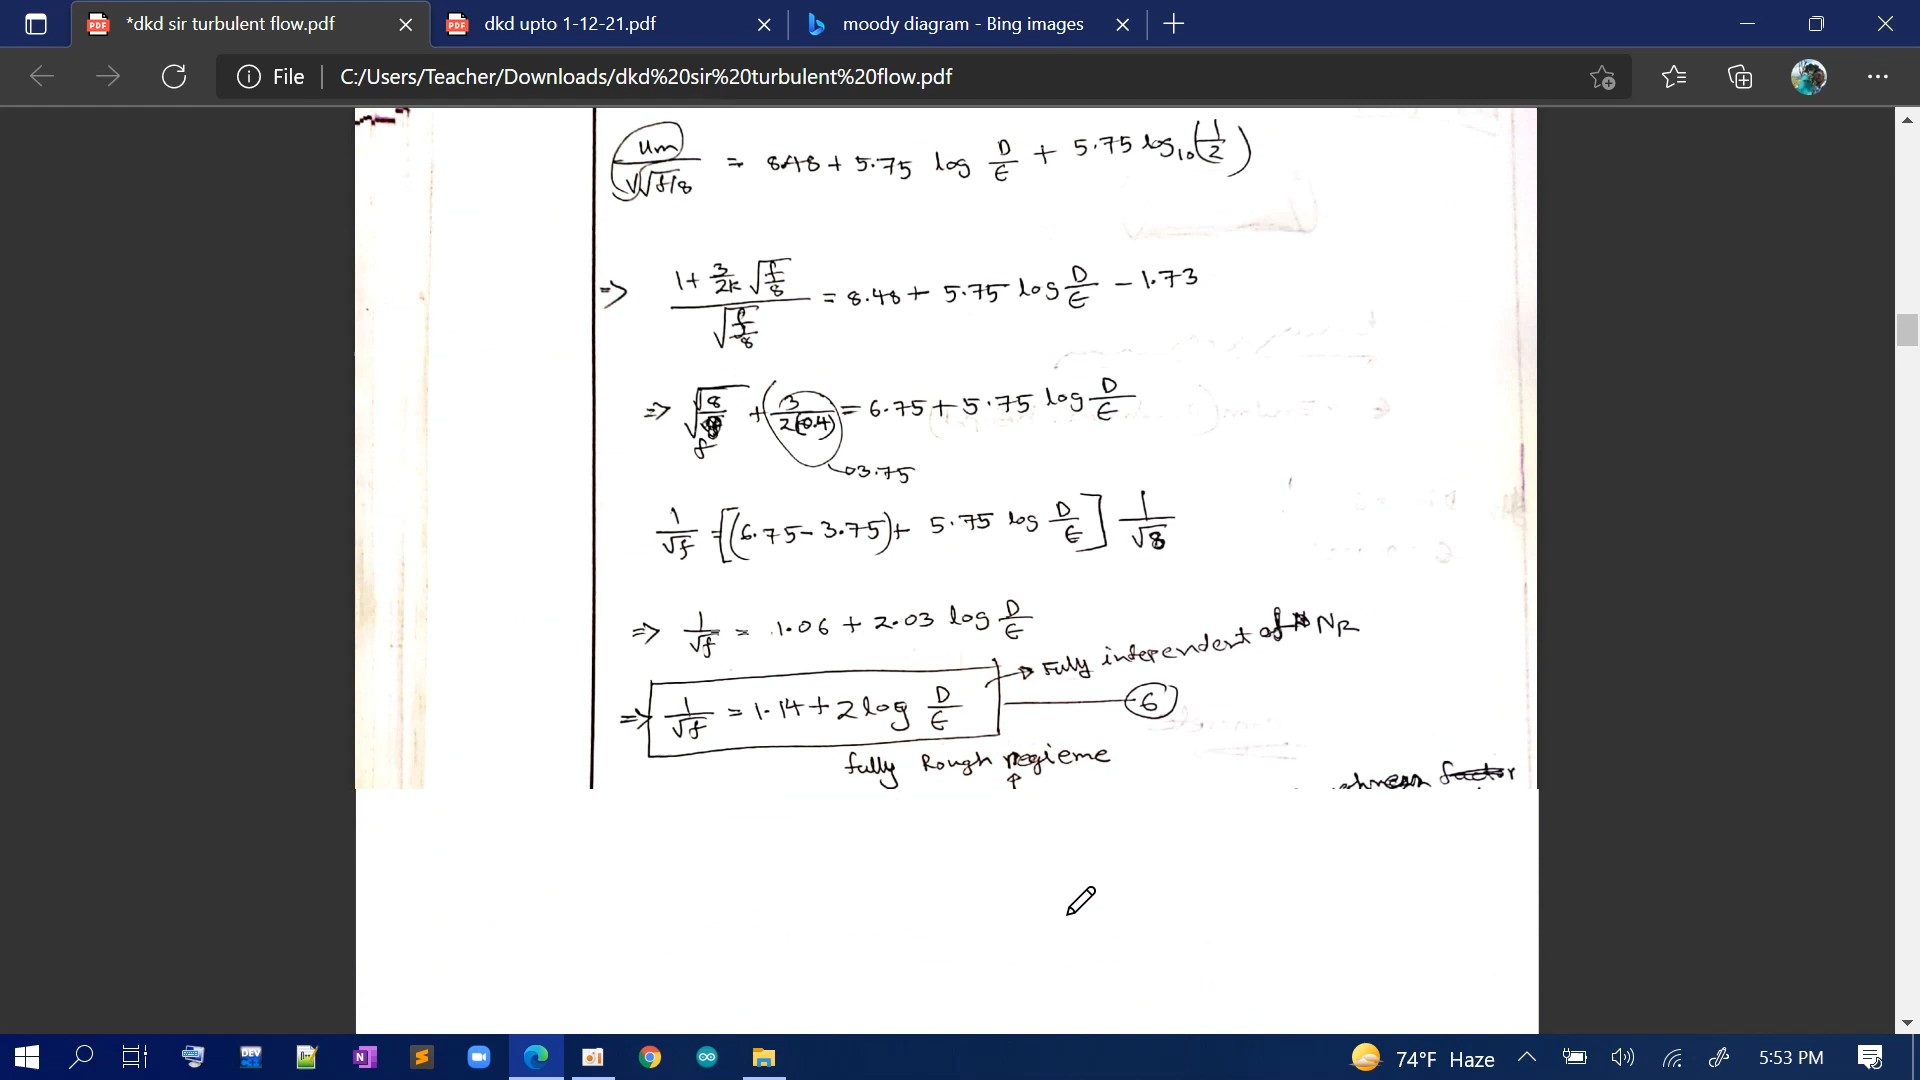 *dkd sir turbulent flow.pdf
dkd upto 1-12-21.pdf
moody diagram - Bing images
File
C:/Users/Teacher/Downloads/dkd%20sir%20turbulent%20flow.pdf
um / V√f/8 = 8.48 + 5.75 log D/ϵ + 5.75 log10 (1/2)
=> (1 + 3/2k √f/8) / √f/8 = 8.48 + 5.75 log D/ϵ - 1.73
=> √8/f + 3/2(0.4) = 6.75 + 5.75 log D/ϵ
3.75
1/√f = [(6.75 - 3.75) + 5.75 log D/ϵ] 1/√8
=> 1/√f = 1.06 + 2.03 log D/ϵ
Fully independent of NR
=> 1/√f = 1.14 + 2 log D/ϵ
6
fully Rough regieme
74°F Haze
5:53 PM